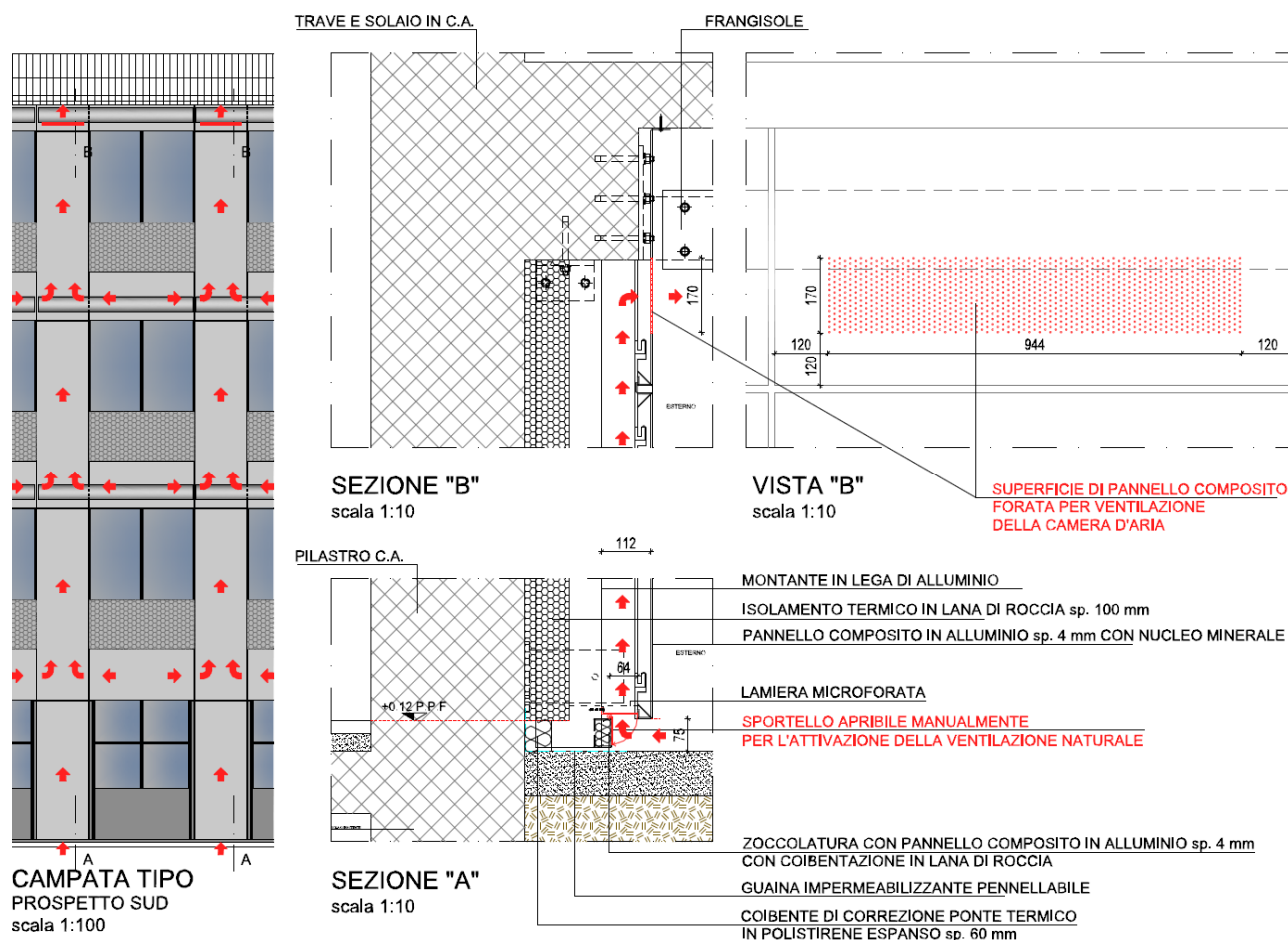 TRAVE E SOLAIO IN C.A.
FRANGISOLE
B
B
170
ESTERNO
170
120
944
120
120
SEZIONE "B"
scala 1:10
VISTA "B"
scala 1:10
SUPERFICIE DI PANNELLO COMPOSITO
FORATA PER VENTILAZIONE
DELLA CAMERA D'ARIA
112
PILASTRO C.A.
MONTANTE IN LEGA DI ALLUMINIO
ISOLAMENTO TERMICO IN LANA DI ROCCIA sp. 100 mm
PANNELLO COMPOSITO IN ALLUMINIO sp. 4 mm CON NUCLEO MINERALE
ESTERNO
64
LAMIERA MICROFORATA
+0.12 P.P.F.
SPORTELLO APRIBILE MANUALMENTE
PER L'ATTIVAZIONE DELLA VENTILAZIONE NATURALE
75
ZOCCOLATURA CON PANNELLO COMPOSITO IN ALLUMINIO sp. 4 mm
CON COIBENTAZIONE IN LANA DI ROCCIA
GUAINA IMPERMEABILIZZANTE PENNELLABILE
COIBENTE DI CORREZIONE PONTE TERMICO
IN POLISTIRENE ESPANSO sp. 60 mm
A
A
CAMPATA TIPO
PROSPETTO SUD
scala 1:100
SEZIONE "A"
scala 1:10